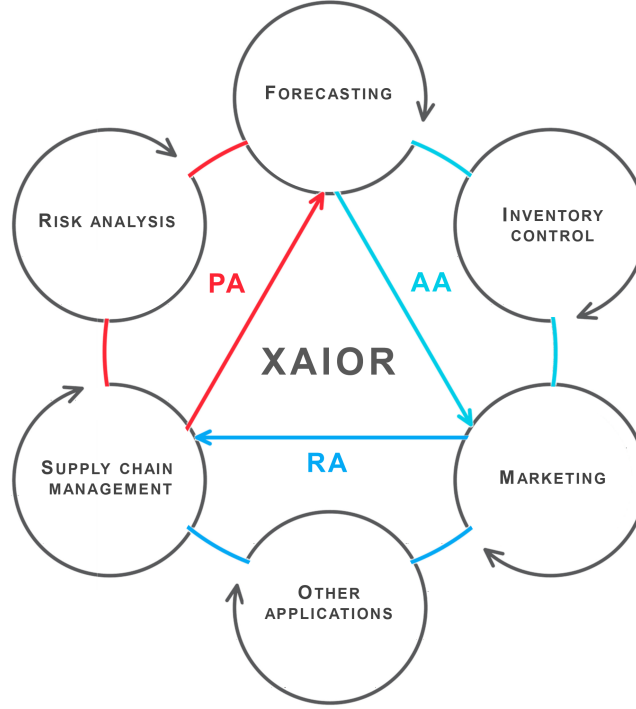 FORECASTING
RISK ANALYSIS
INVENTORY
CONTROL
PA
AA
XAIOR
RA
SUPPLY CHAIN
MANAGEMENT
MARKETING
OTHER
APPLICATIONS